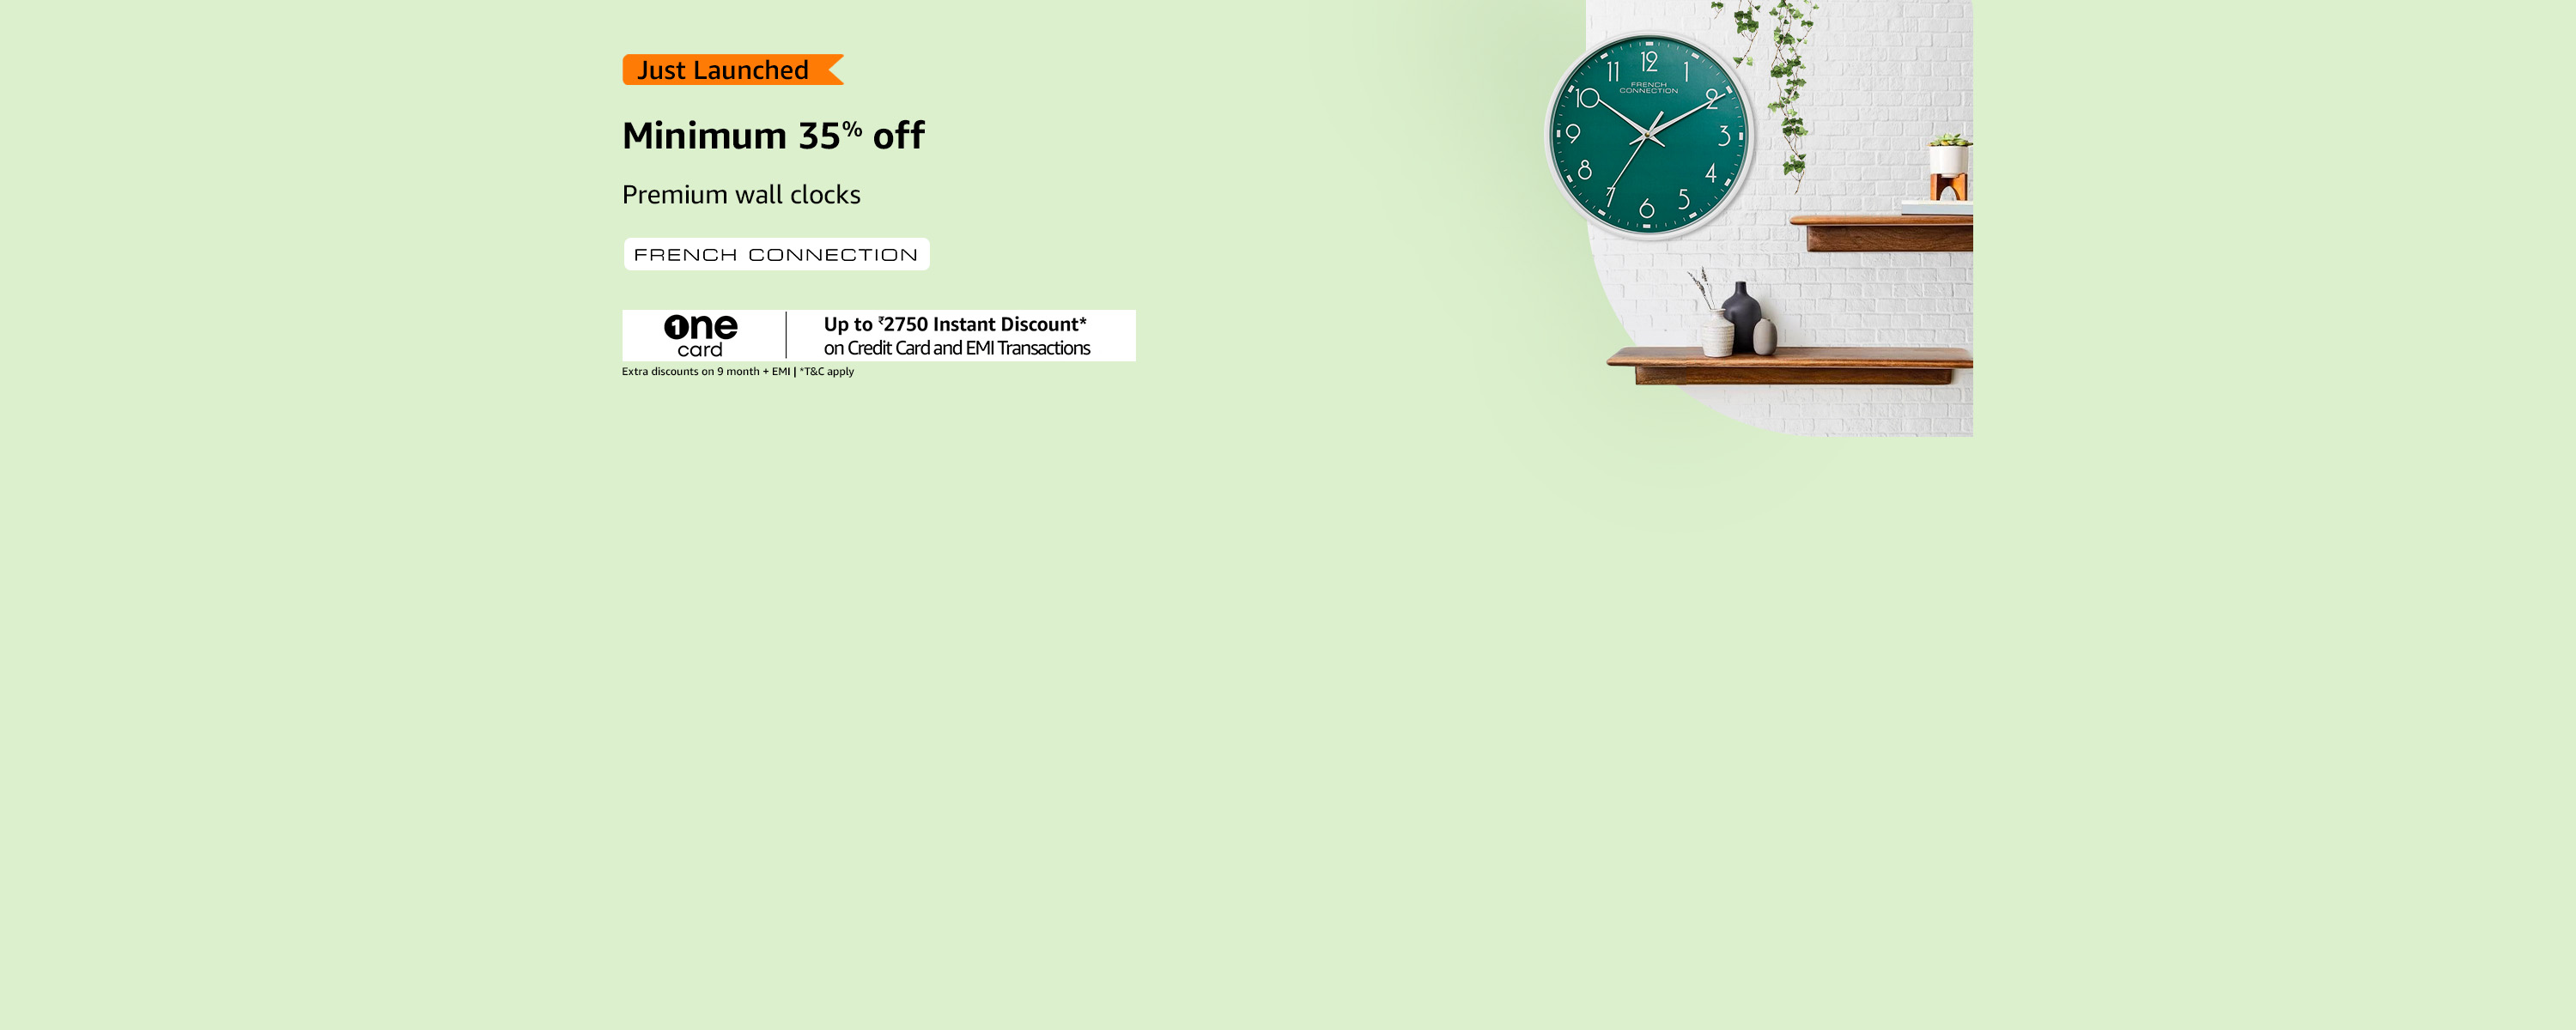 Just Launched
Minimum 35% off
Premium wall clocks
FRENCH CONNECTION
one
card
Up to ₹2750 Instant Discount*
on Credit Card and EMI Transactions
Extra discounts on 9 month + EMI | *T&C apply
12
11 1
FRENCH
CONNECTION
10 2
9 3
8 4
7 5
6